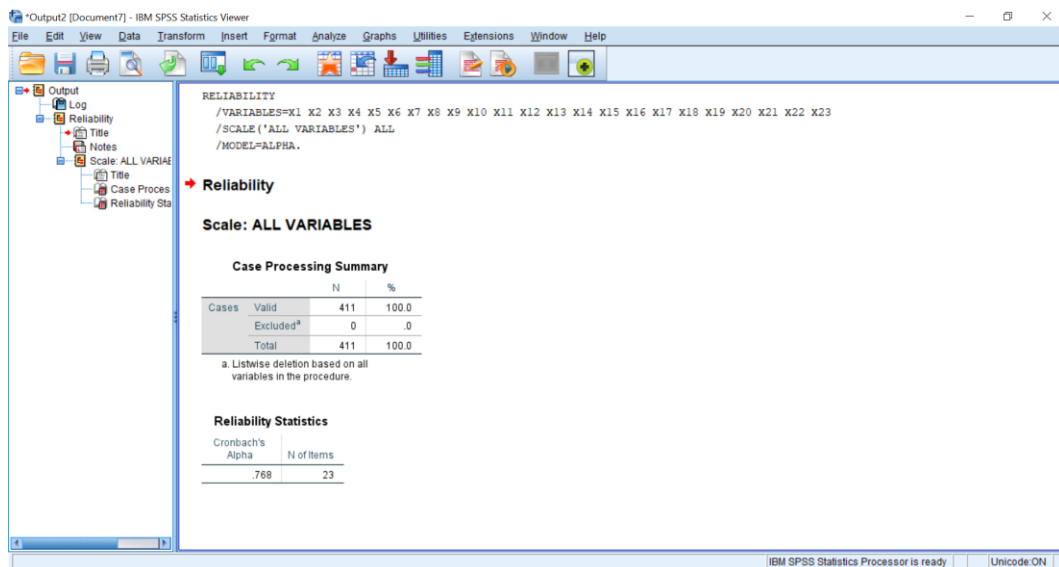 *Output2 [Document7] - IBM SPSS Statistics Viewer
File Edit View Data Transform Insert Format Analyze Graphs Utilities Extensions Window Help
Output
Log
Reliability
Title
Notes
Scale: ALL VARIAE
Title
Case Proces
Reliability Sta
RELIABILITY
/VARIABLES=X1 X2 X3 X4 X5 X6 X7 X8 X9 X10 X11 X12 X13 X14 X15 X16 X17 X18 X19 X20 X21 X22 X23
/SCALE('ALL VARIABLES') ALL
/MODEL=ALPHA.
Reliability
Scale: ALL VARIABLES
Case Processing Summary
N %
Cases Valid 411 100.0
Excludedᵃ 0 .0
Total 411 100.0
a. Listwise deletion based on all
variables in the procedure.
Reliability Statistics
Cronbach's
Alpha N of Items
.768 23
IBM SPSS Statistics Processor is ready Unicode:ON